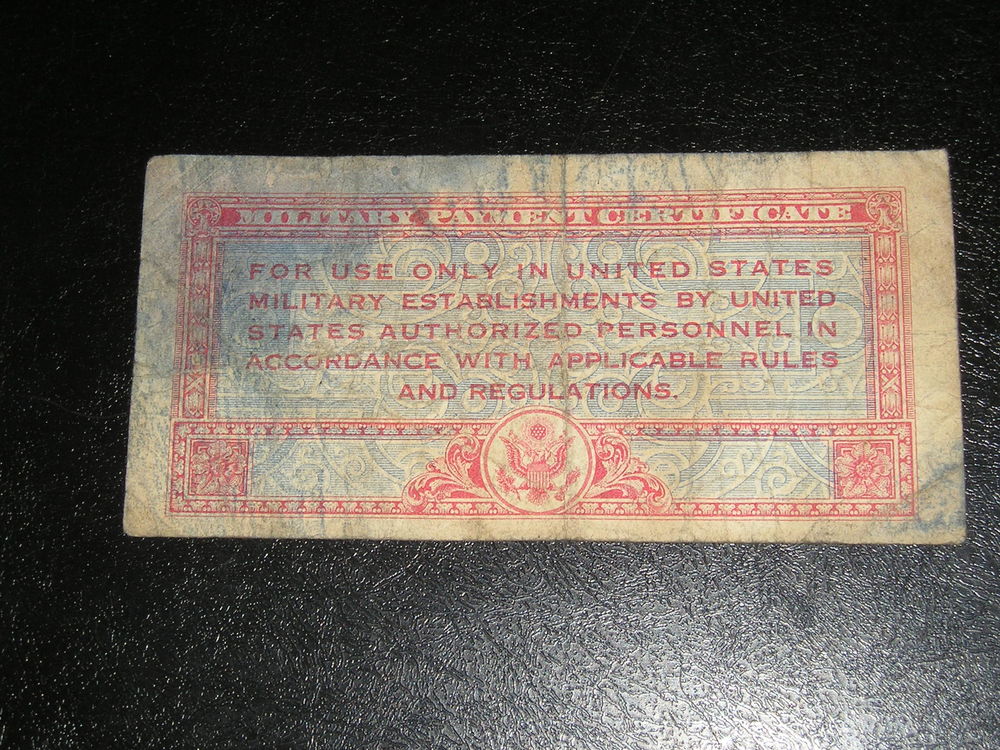 MILITARY PAYMENT CERTIFICATE
FOR USE ONLY IN UNITED STATES
MILITARY ESTABLISHMENTS BY UNITED
STATES AUTHORIZED PERSONNEL IN
ACCORDANCE WITH APPLICABLE RULES
AND REGULATIONS.